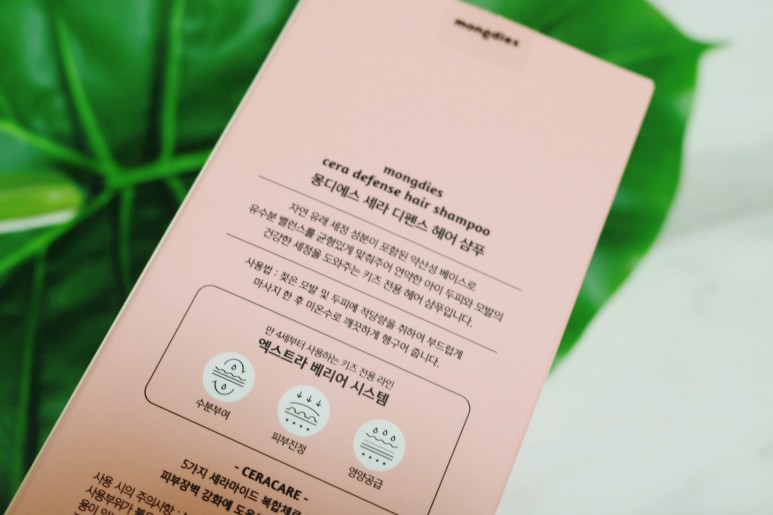 mongdies
mongdies
cera defense hair shampoo
몽디에스 세라 디펜스 헤어 샴푸
자연 유래 세정 성분이 포함된 약산성 베이스로
유수분 밸런스를 균형있게 맞춰주어 연약한 아이 두피와 모발의
건강한 세정을 도와주는 키즈 전용 헤어 샴푸입니다.
사용법 : 젖은 모발 및 두피에 적당량을 취하여 부드럽게
마사지 한 후 미온수로 깨끗하게 헹구어 줍니다.
만 4세부터 사용하는 키즈 전용 라인
엑스트라 베리어 시스템
수분부여
피부진정
영양공급
- CERACARE -
5가지 세라마이드 복합체로
피부장벽 강화에
사용 시의 주의사항 :
사용부위가